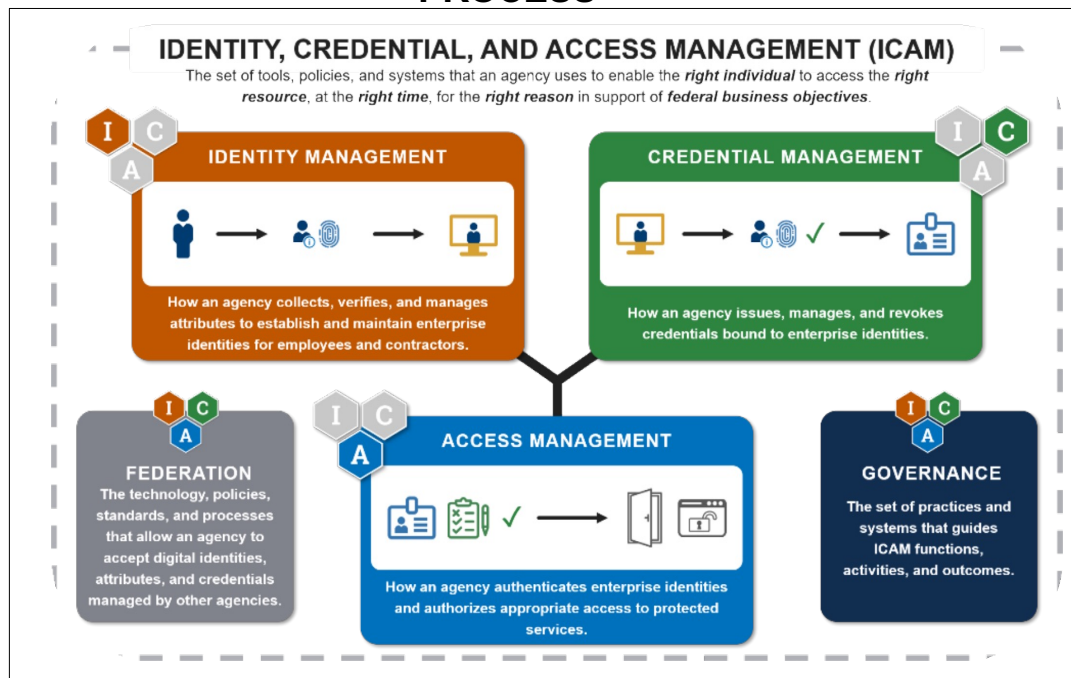 PROCESS
IDENTITY, CREDENTIAL, AND ACCESS MANAGEMENT (ICAM)
The set of tools, policies, and systems that an agency uses to enable the right individual to access the right
resource, at the right time, for the right reason in support of federal business objectives.
I C
A
IDENTITY MANAGEMENT
How an agency collects, verifies, and manages
attributes to establish and maintain enterprise
identities for employees and contractors.
I C
A
CREDENTIAL MANAGEMENT
How an agency issues, manages, and revokes
credentials bound to enterprise identities.
I C
A
FEDERATION
The technology, policies,
standards, and processes
that allow an agency to
accept digital identities,
attributes, and credentials
managed by other agencies.
I C
A
ACCESS MANAGEMENT
How an agency authenticates enterprise identities
and authorizes appropriate access to protected
services.
I C
A
GOVERNANCE
The set of practices and
systems that guides
ICAM functions,
activities, and outcomes.